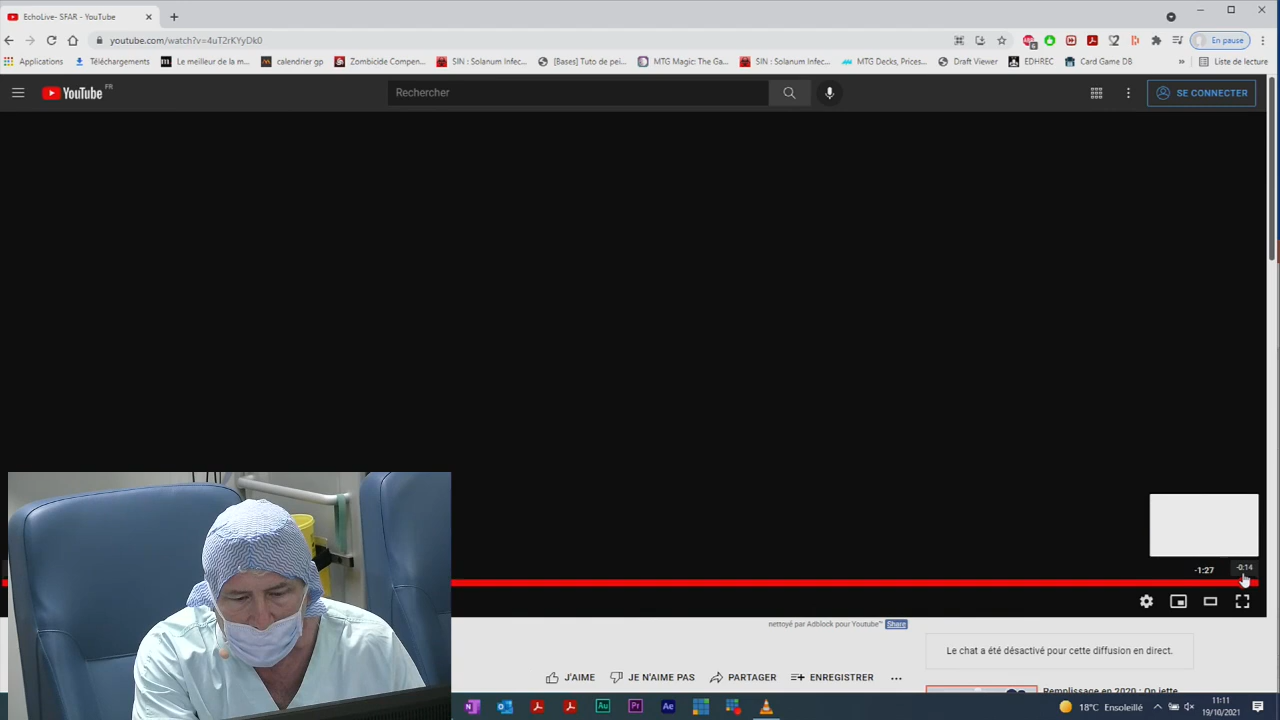 EchoLive- SFAR - YouTube
youtube.com/watch?v=4uT2rKYyDk0
6
En pause
Applications
Téléchargements
Le meilleur de la m...
calendrier gp
Zombicide Compen...
SIN : Solanum Infec...
[Bases] Tuto de pei...
MTG Magic: The Ga...
SIN : Solanum Infec...
MTG Decks, Prices...
Draft Viewer
EDHREC
Card Game DB
»
Liste de lecture
YouTube FR
Rechercher
SE CONNECTER
-1:27
-0:14
nettoyé par Adblock pour Youtube™ Share
Le chat a été désactivé pour cette diffusion en direct.
J'AIME
JE N'AIME PAS
PARTAGER
ENREGISTRER
Remplissage en 2020 : On jette
Au
Pr
Ae
18°C Ensoleillé
11:11
19/10/2021